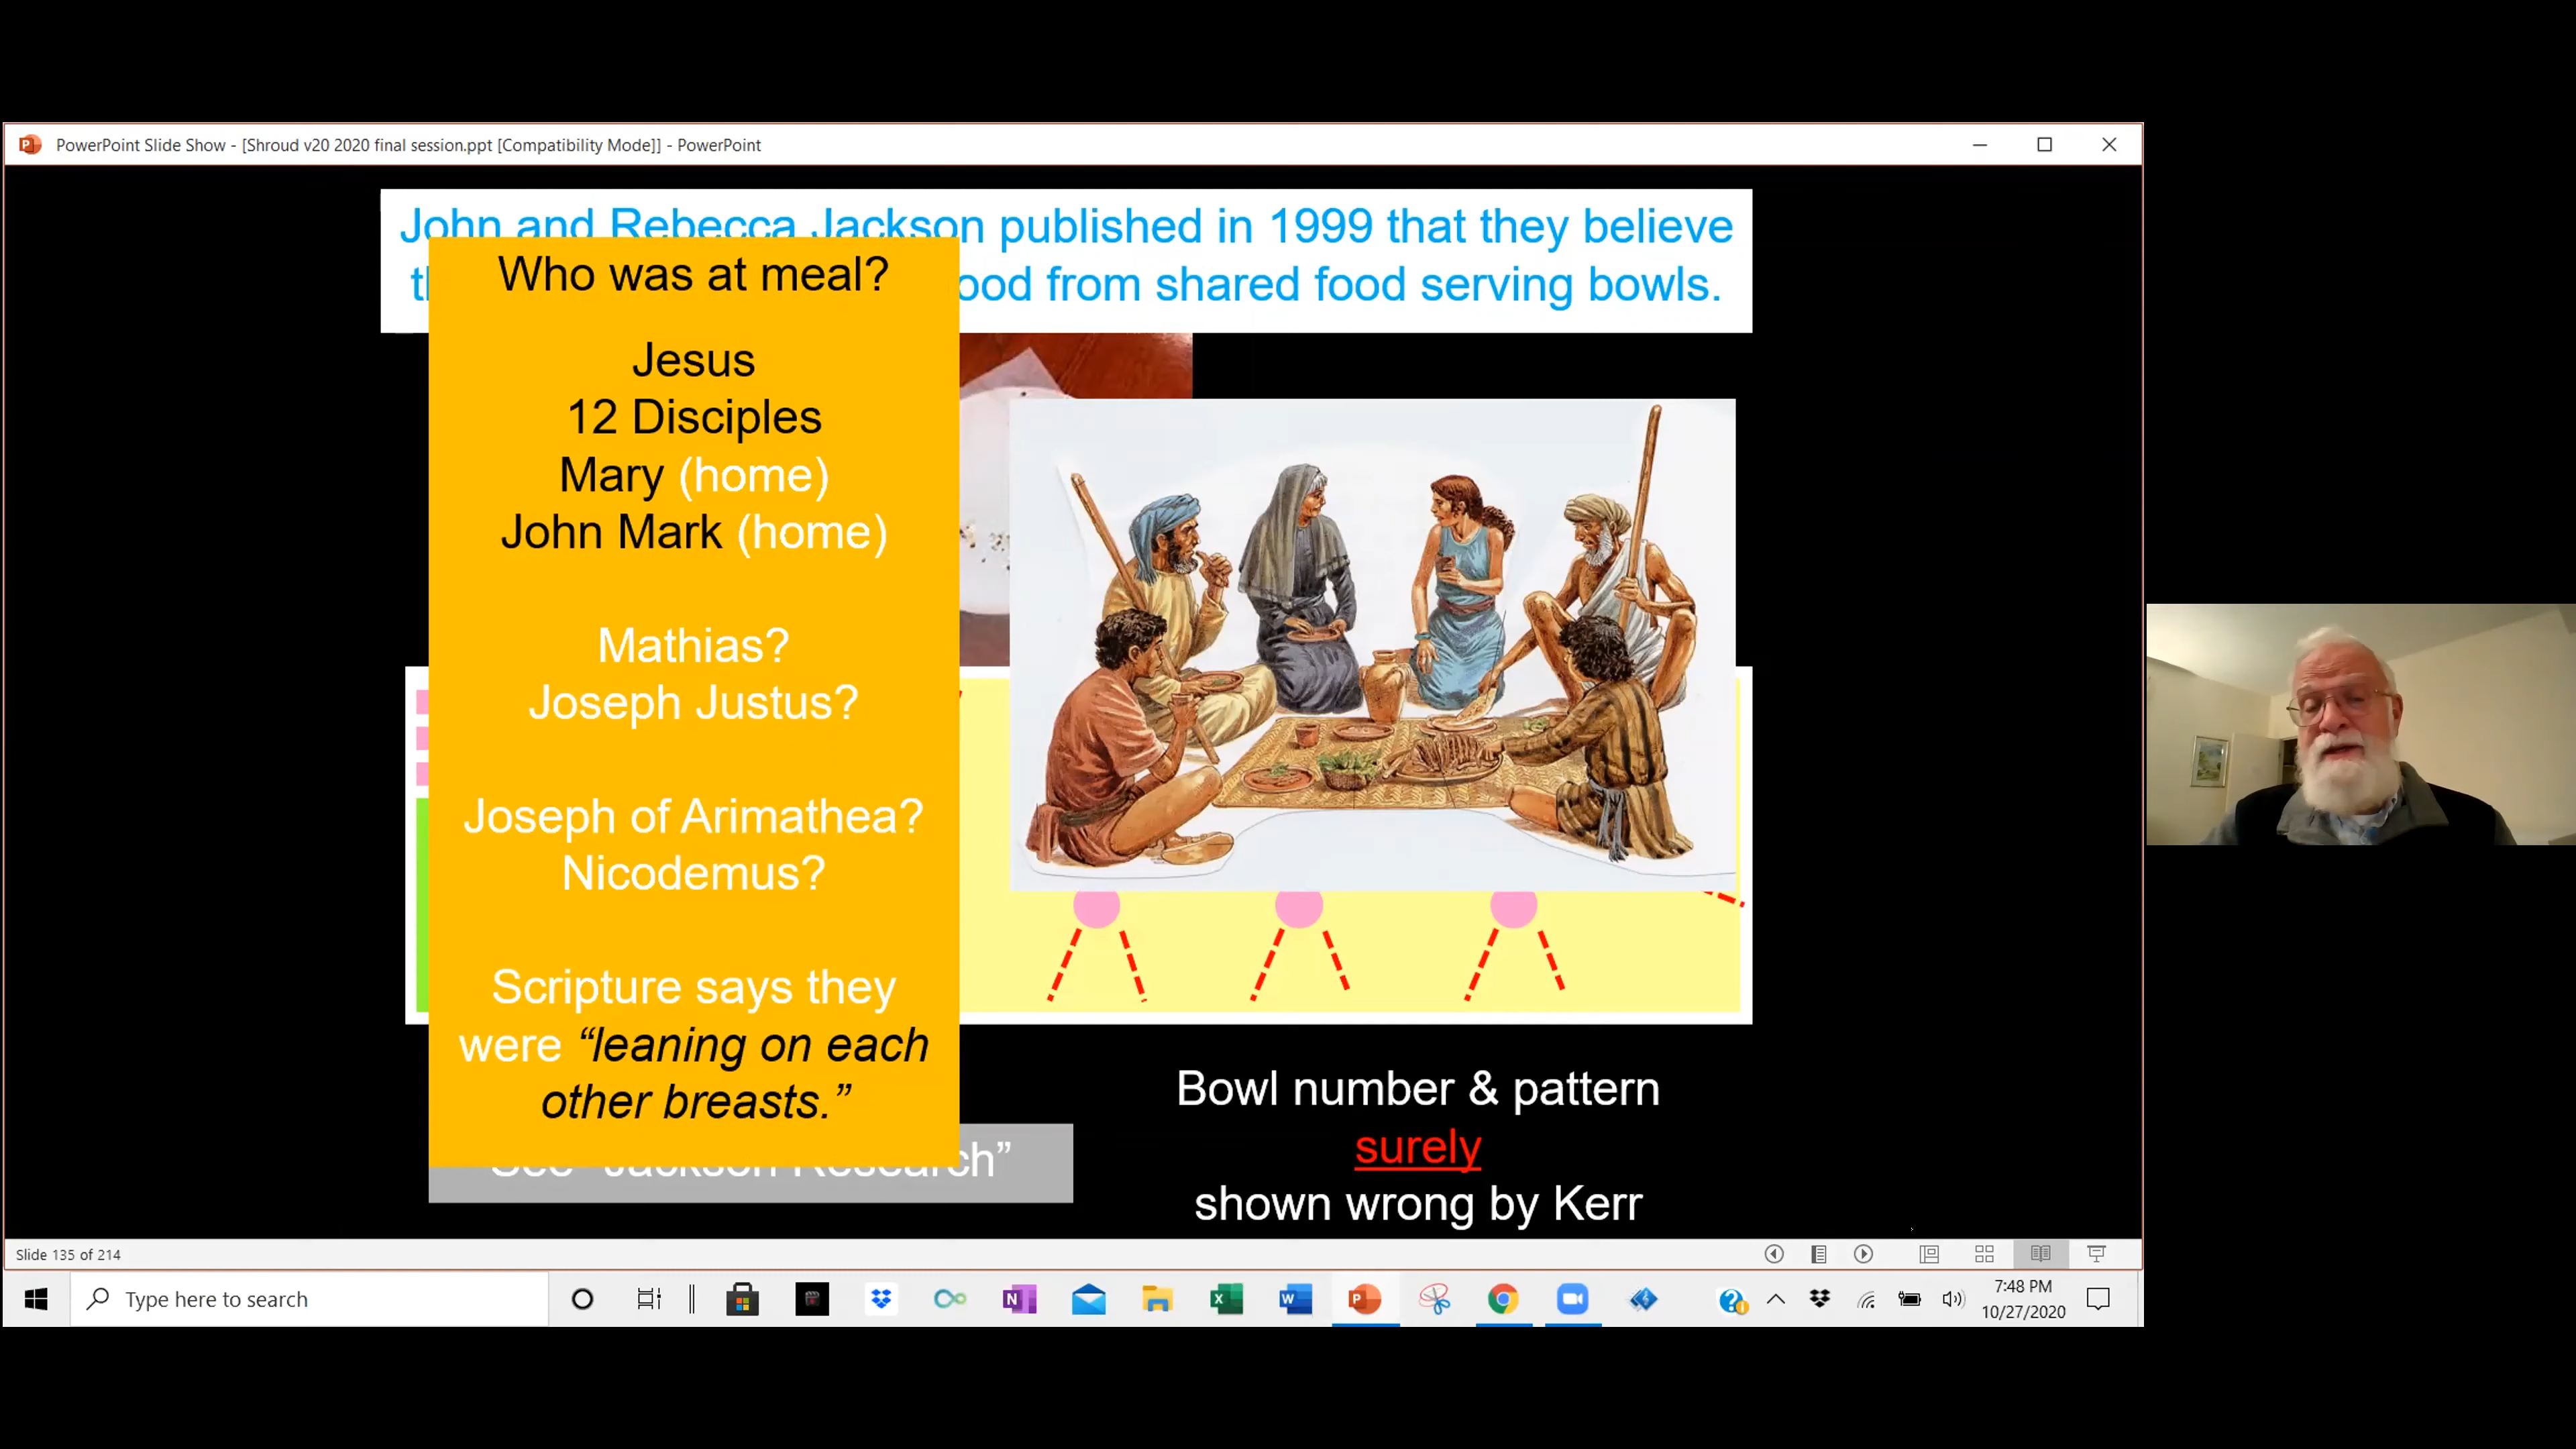 PowerPoint Slide Show - [Shroud v20 2020 final session.ppt [Compatibility Mode]] - PowerPoint
John and Rebecca Jackson published in 1999 that they believe
from shared food serving bowls.
Who was at meal?
Jesus
12 Disciples
Mary (home)
John Mark (home)
Mathias?
Joseph Justus?
Joseph of Arimathea?
Nicodemus?
Scripture says they
were “leaning on each
other breasts.”
See “Jackson Research”
Bowl number & pattern
surely
shown wrong by Kerr
Slide 135 of 214
Type here to search
7:48 PM
10/27/2020